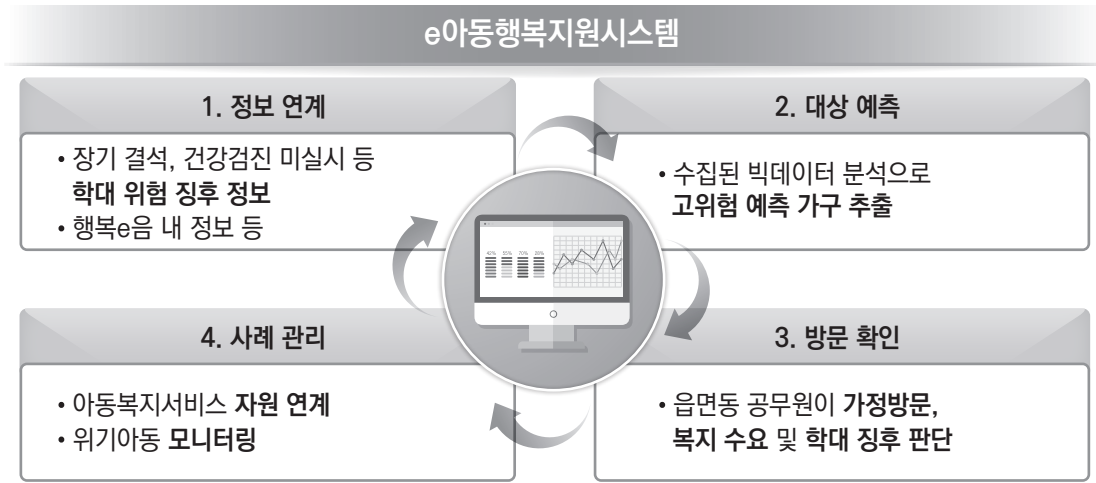 e아동행복지원시스템
1. 정보 연계
• 장기 결석, 건강검진 미실시 등
학대 위험 징후 정보
• 행복e음 내 정보 등
2. 대상 예측
• 수집된 빅데이터 분석으로
고위험 예측 가구 추출
42% 55% 70% 28%
4. 사례 관리
• 아동복지서비스 자원 연계
• 위기아동 모니터링
3. 방문 확인
• 읍면동 공무원이 가정방문,
복지 수요 및 학대 징후 판단